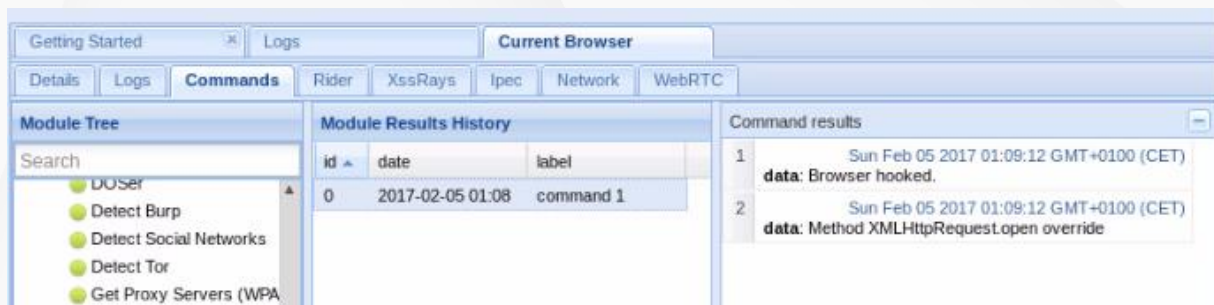 Getting Started Logs Current Browser
Details Logs Commands Rider XssRays Ipec Network WebRTC
Module Tree
Search
DOSer
Detect Burp
Detect Social Networks
Detect Tor
Get Proxy Servers (WPA
Module Results History
id date label
0 2017-02-05 01:08 command 1
Command results
1 Sun Feb 05 2017 01:09:12 GMT+0100 (CET)
data: Browser hooked.
2 Sun Feb 05 2017 01:09:12 GMT+0100 (CET)
data: Method XMLHttpRequest.open override